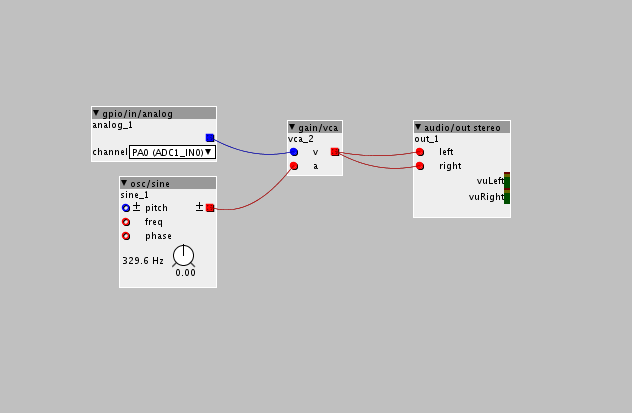 gpio/in/analog
analog_1
channel PA0 (ADC1_IN0)
osc/sine
sine_1
± pitch ±
freq
phase
329.6 Hz
0.00
gain/vca
vca_2
v
a
audio/out stereo
out_1
left
right
vuLeft
vuRight